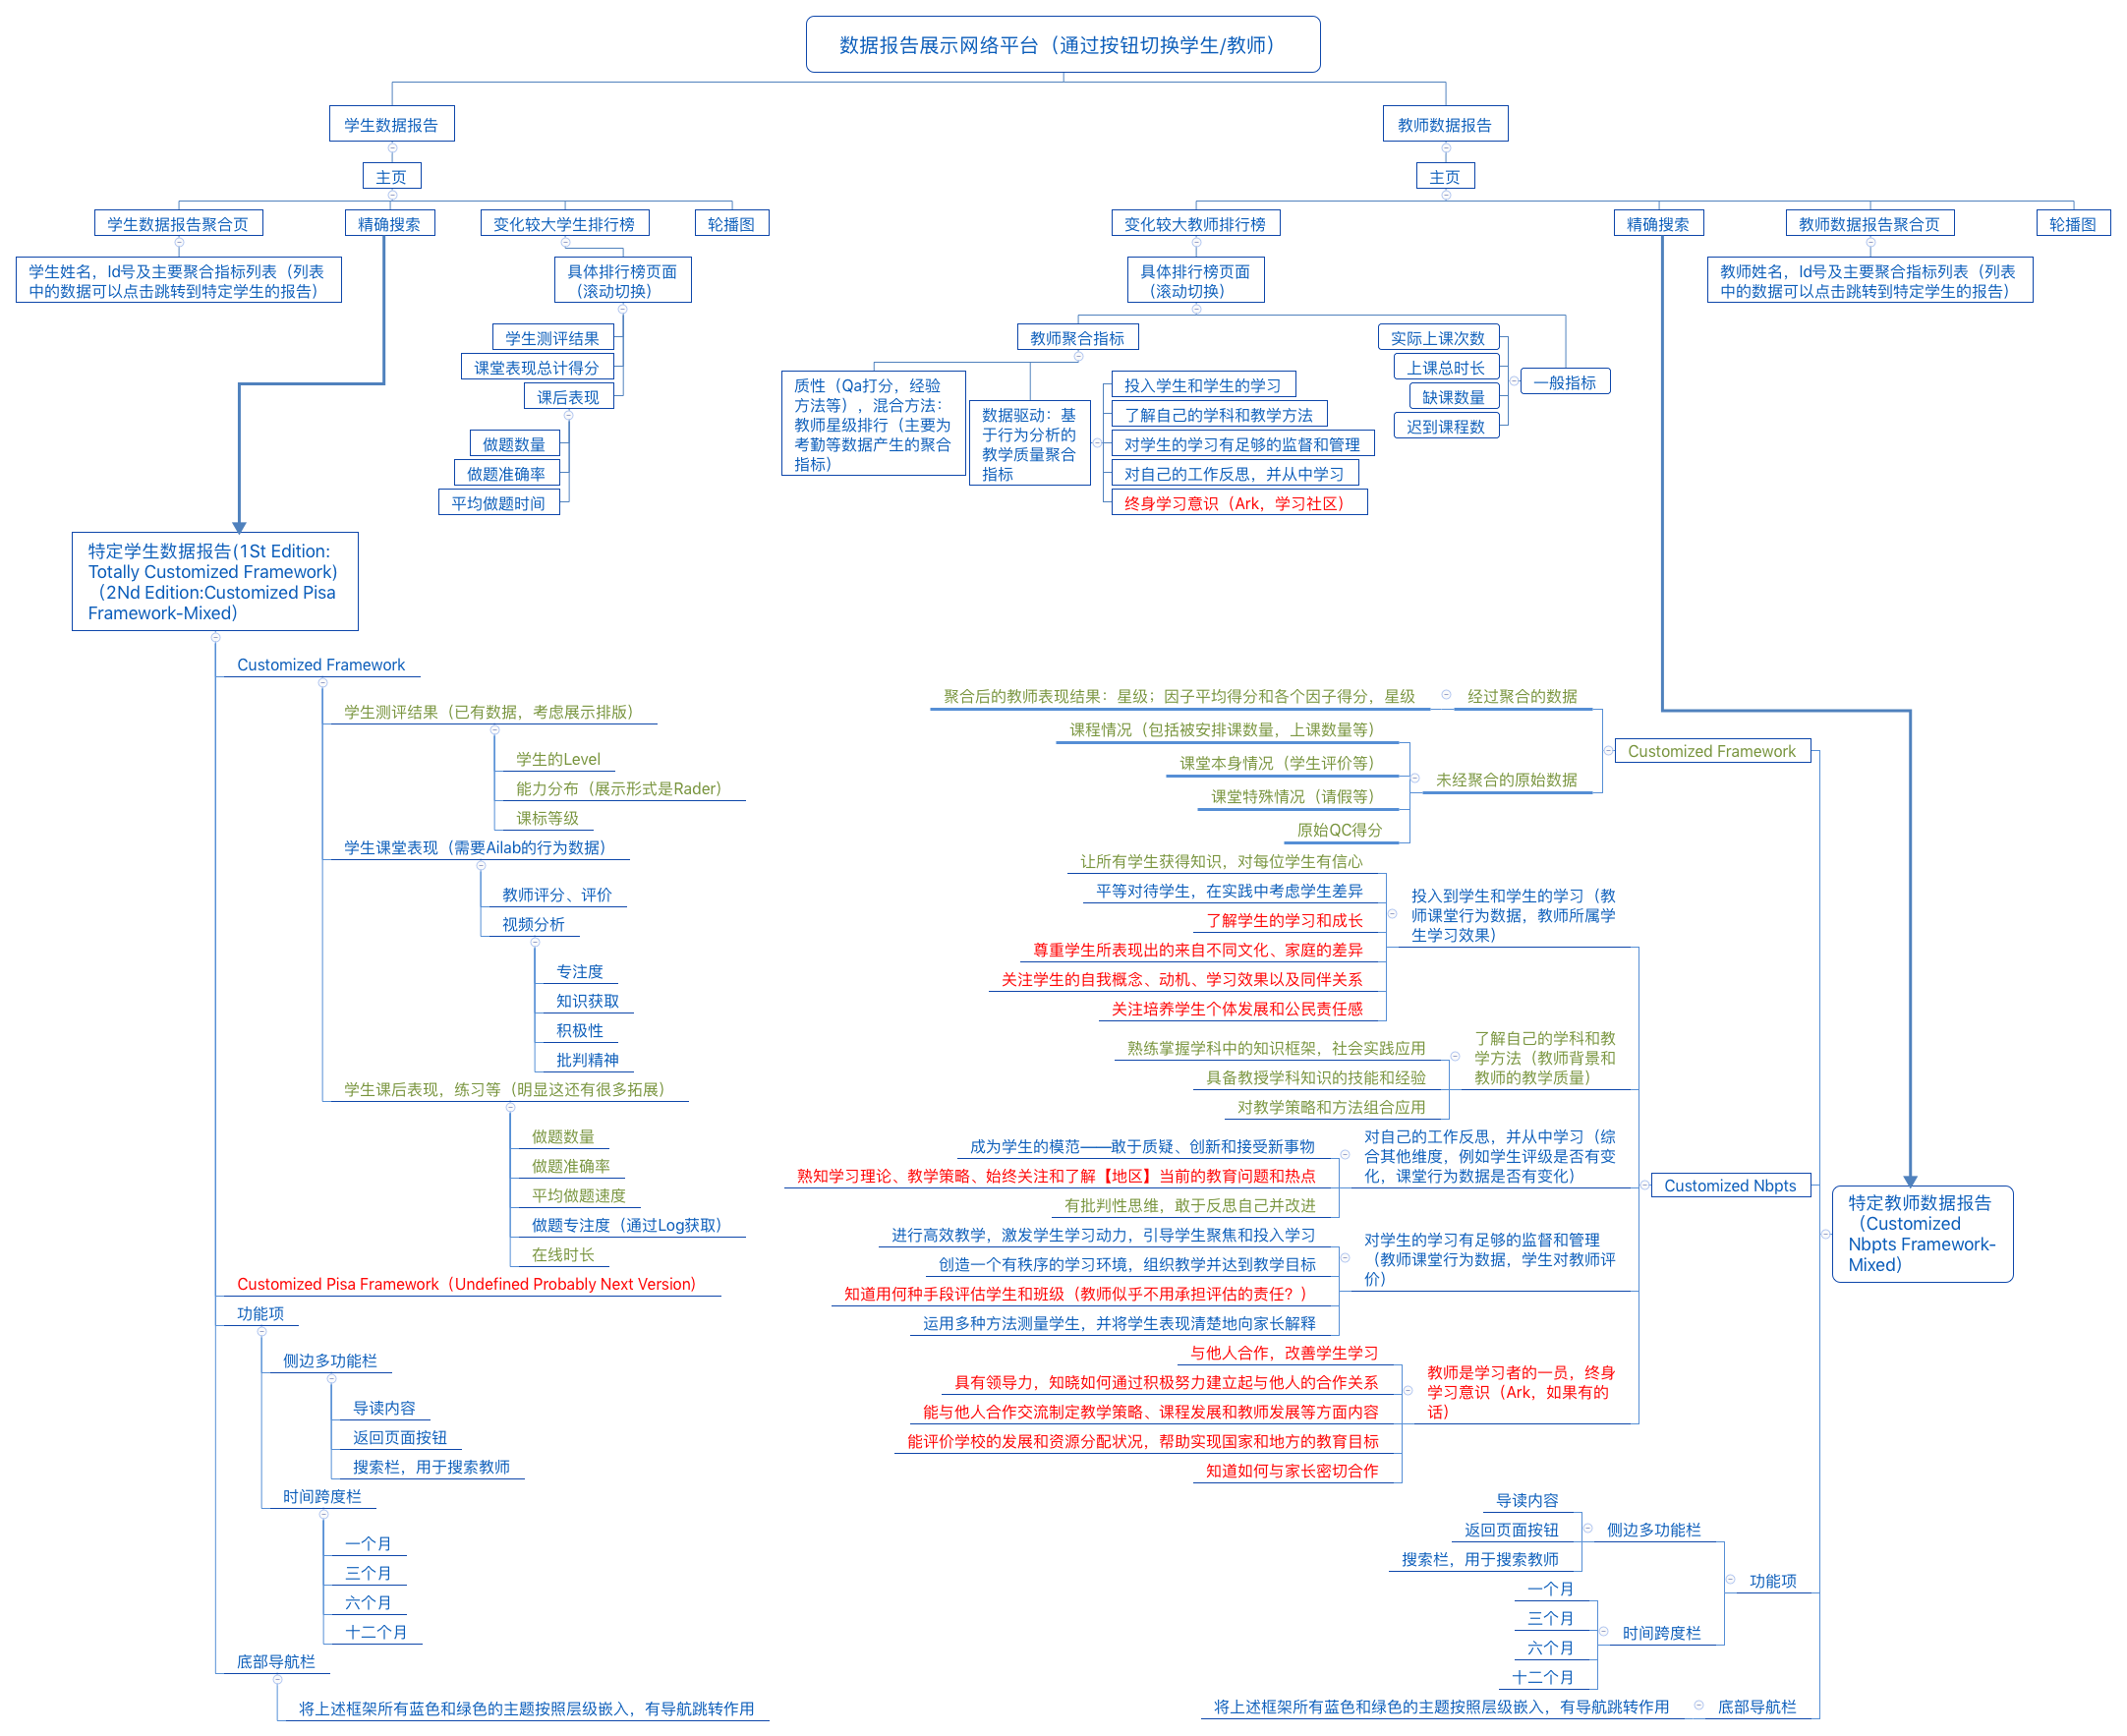 数据报告展示网络平台（通过按钮切换学生/教师）
学生数据报告
主页
学生数据报告聚合页
精确搜索
变化较大学生排行榜
轮播图
学生姓名，Id号及主要聚合指标列表（列表
中的数据可以点击跳转到特定学生的报告）
具体排行榜页面
（滚动切换）
学生测评结果
课堂表现总计得分
课后表现
做题数量
做题准确率
平均做题时间
特定学生数据报告(1St Edition:
Totally Customized Framework)
（2Nd Edition:Customized Pisa
Framework-Mixed）
Customized Framework
学生测评结果（已有数据，考虑展示排版）
学生的Level
能力分布（展示形式是Rader）
课标等级
学生课堂表现（需要Ailab的行为数据）
教师评分、评价
视频分析
专注度
知识获取
积极性
批判精神
学生课后表现，练习等（明显这还有很多拓展）
做题数量
做题准确率
平均做题速度
做题专注度（通过Log获取）
在线时长
Customized Pisa Framework（Undefined Probably Next Version）
功能项
侧边多功能栏
导读内容
返回页面按钮
搜索栏，用于搜索教师
时间跨度栏
一个月
三个月
六个月
十二个月
底部导航栏
将上述框架所有蓝色和绿色的主题按照层级嵌入，有导航跳转作用
教师数据报告
主页
变化较大教师排行榜
精确搜索
教师数据报告聚合页
轮播图
具体排行榜页面
（滚动切换）
教师姓名，Id号及主要聚合指标列表（列表
中的数据可以点击跳转到特定学生的报告）
教师聚合指标
质性（Qa打分，经验
方法等），混合方法：
教师星级排行（主要为
考勤等数据产生的聚合
指标）
数据驱动：基
于行为分析的
教学质量聚合
指标
投入学生和学生的学习
了解自己的学科和教学方法
对学生的学习有足够的监督和管理
对自己的工作反思，并从中学习
终身学习意识（Ark，学习社区）
实际上课次数
上课总时长
缺课数量
迟到课程数
一般指标
聚合后的教师表现结果：星级；因子平均得分和各个因子得分，星级
经过聚合的数据
课程情况（包括被安排课数量，上课数量等）
课堂本身情况（学生评价等）
课堂特殊情况（请假等）
原始QC得分
未经聚合的原始数据
Customized Framework
让所有学生获得知识，对每位学生有信心
平等对待学生，在实践中考虑学生差异
了解学生的学习和成长
尊重学生所表现出的来自不同文化、家庭的差异
关注学生的自我概念、动机、学习效果以及同伴关系
关注培养学生个体发展和公民责任感
投入到学生和学生的学习（教
师课堂行为数据，教师所属学
生学习效果）
熟练掌握学科中的知识框架，社会实践应用
具备教授学科知识的技能和经验
对教学策略和方法组合应用
了解自己的学科和教
学方法（教师背景和
教师的教学质量）
成为学生的模范——敢于质疑、创新和接受新事物
熟知学习理论、教学策略、始终关注和了解【地区】当前的教育问题和热点
有批判性思维，敢于反思自己并改进
对自己的工作反思，并从中学习（综
合其他维度，例如学生评级是否有变
化，课堂行为数据是否有变化）
进行高效教学，激发学生学习动力，引导学生聚焦和投入学习
创造一个有秩序的学习环境，组织教学并达到教学目标
知道用何种手段评估学生和班级（教师似乎不用承担评估的责任？）
运用多种方法测量学生，并将学生表现清楚地向家长解释
对学生的学习有足够的监督和管理
（教师课堂行为数据，学生对教师评
价）
与他人合作，改善学生学习
具有领导力，知晓如何通过积极努力建立起与他人的合作关系
能与他人合作交流制定教学策略、课程发展和教师发展等方面内容
能评价学校的发展和资源分配状况，帮助实现国家和地方的教育目标
知道如何与家长密切合作
教师是学习者的一员，终身
学习意识（Ark，如果有的
话）
Customized Nbpts
特定教师数据报告
（Customized
Nbpts Framework-
Mixed）
导读内容
返回页面按钮
搜索栏，用于搜索教师
侧边多功能栏
一个月
三个月
六个月
十二个月
时间跨度栏
功能项
将上述框架所有蓝色和绿色的主题按照层级嵌入，有导航跳转作用
底部导航栏